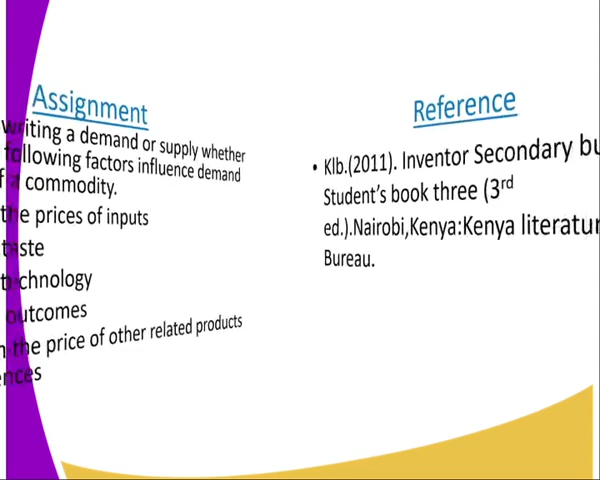 Assignment
writing a demand or supply whether
following factors influence demand
f a commodity.
the prices of inputs
taste
technology
outcomes
the price of other related products
ences
Reference
• Klb.(2011). Inventor Secondary bu
Student's book three (3rd
ed.).Nairobi,Kenya:Kenya literatur
Bureau.